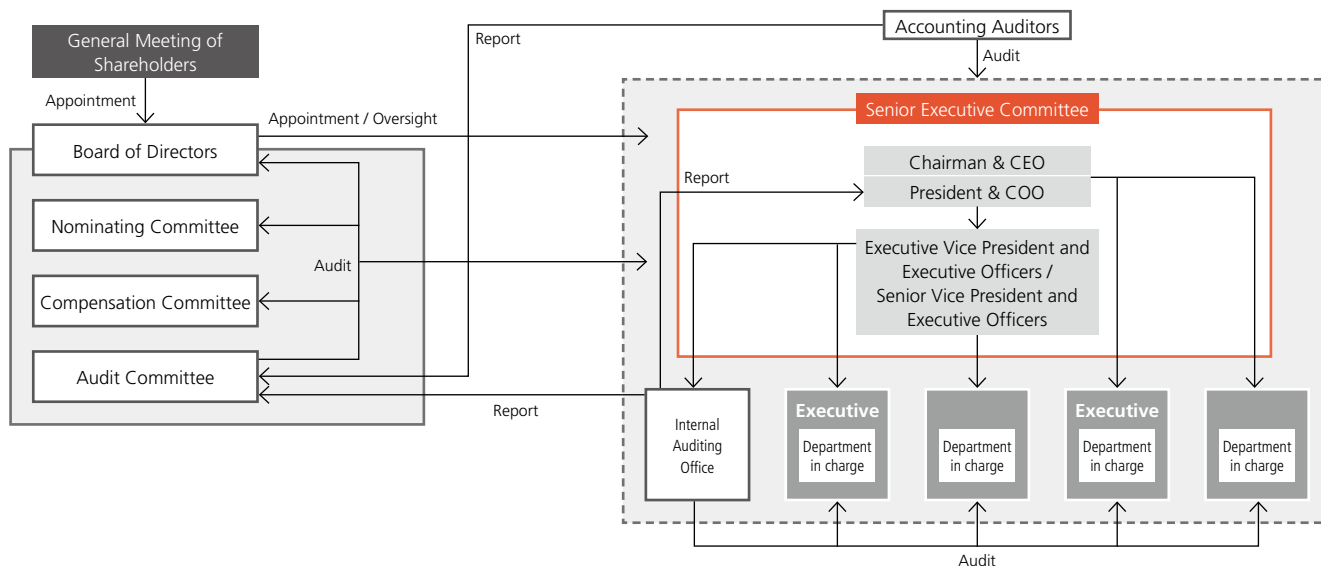 General Meeting of
Shareholders
Appointment
Board of Directors
Appointment / Oversight
Nominating Committee
Audit
Compensation Committee
Audit Committee
Report
Report
Accounting Auditors
Audit
Senior Executive Committee
Report
Chairman & CEO
President & COO
Executive Vice President and
Executive Officers /
Senior Vice President and
Executive Officers
Internal
Auditing
Office
Executive
Department
in charge
Department
in charge
Executive
Department
in charge
Department
in charge
Audit